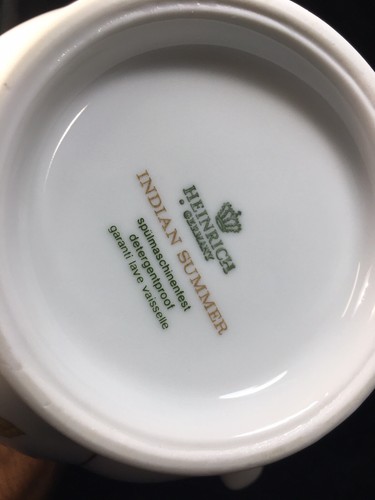 HEINRICH
® GERMANY
INDIAN SUMMER
spülmaschinenfest
detergentproof
garanti lave vaisselle